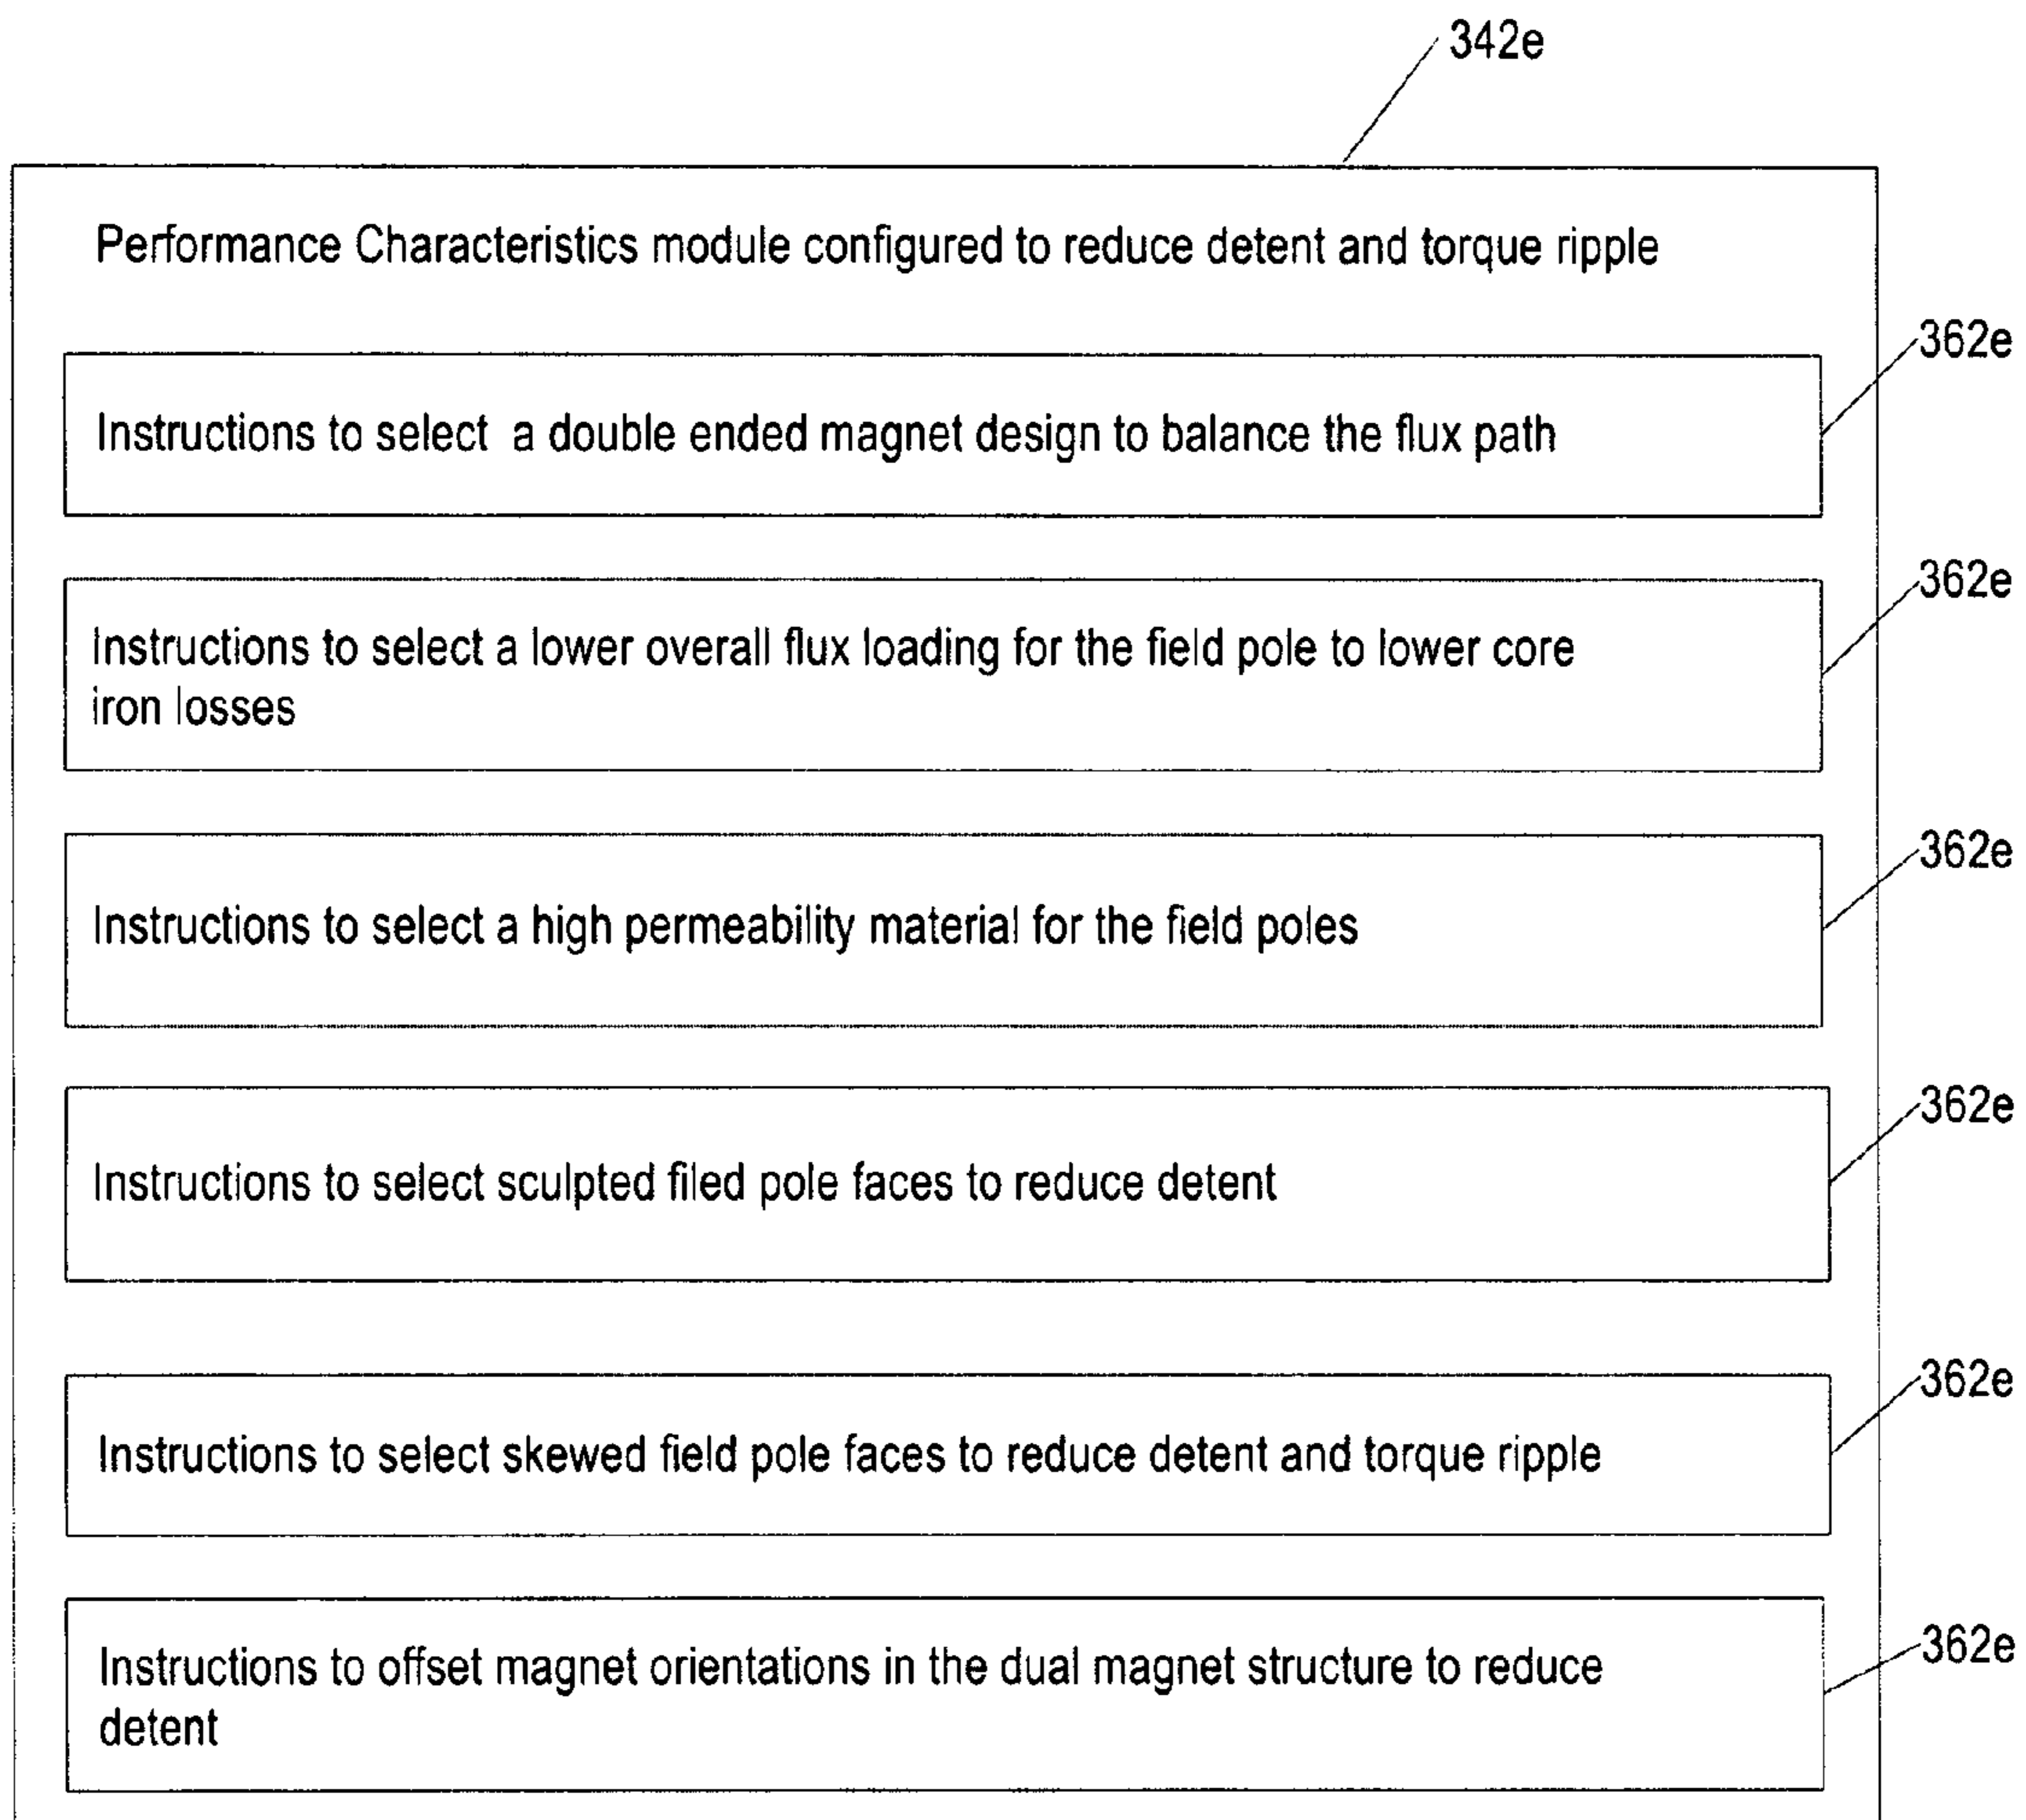 342e
Performance Characteristics module configured to reduce detent and torque ripple
362e
Instructions to select a double ended magnet design to balance the flux path
362e
Instructions to select a lower overall flux loading for the field pole to lower core
iron losses
362e
Instructions to select a high permeability material for the field poles
362e
Instructions to select sculpted filed pole faces to reduce detent
362e
Instructions to select skewed field pole faces to reduce detent and torque ripple
362e
Instructions to offset magnet orientations in the dual magnet structure to reduce
detent